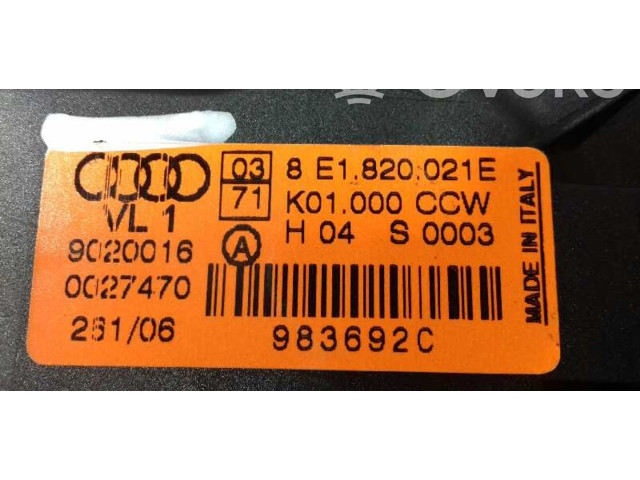 VL 1
9020016
0027470
261/06
03
71
A
8 E1.820.021E
K01.000 CCW
H 04 S 0003
983692C
MADE IN ITALY